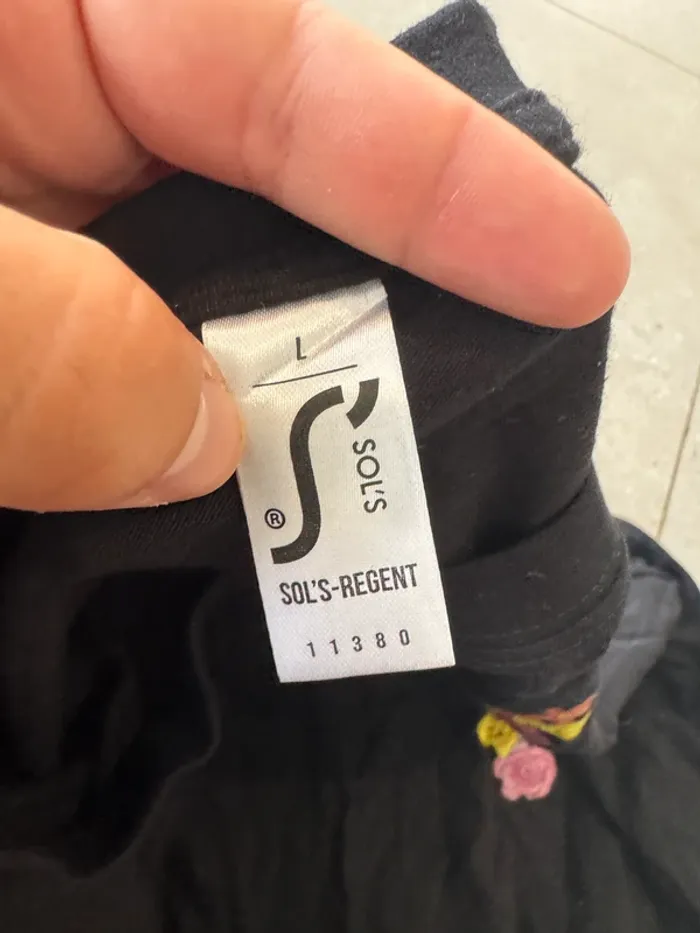 L
SOL'S
®
SOL'S-REGENT
11380